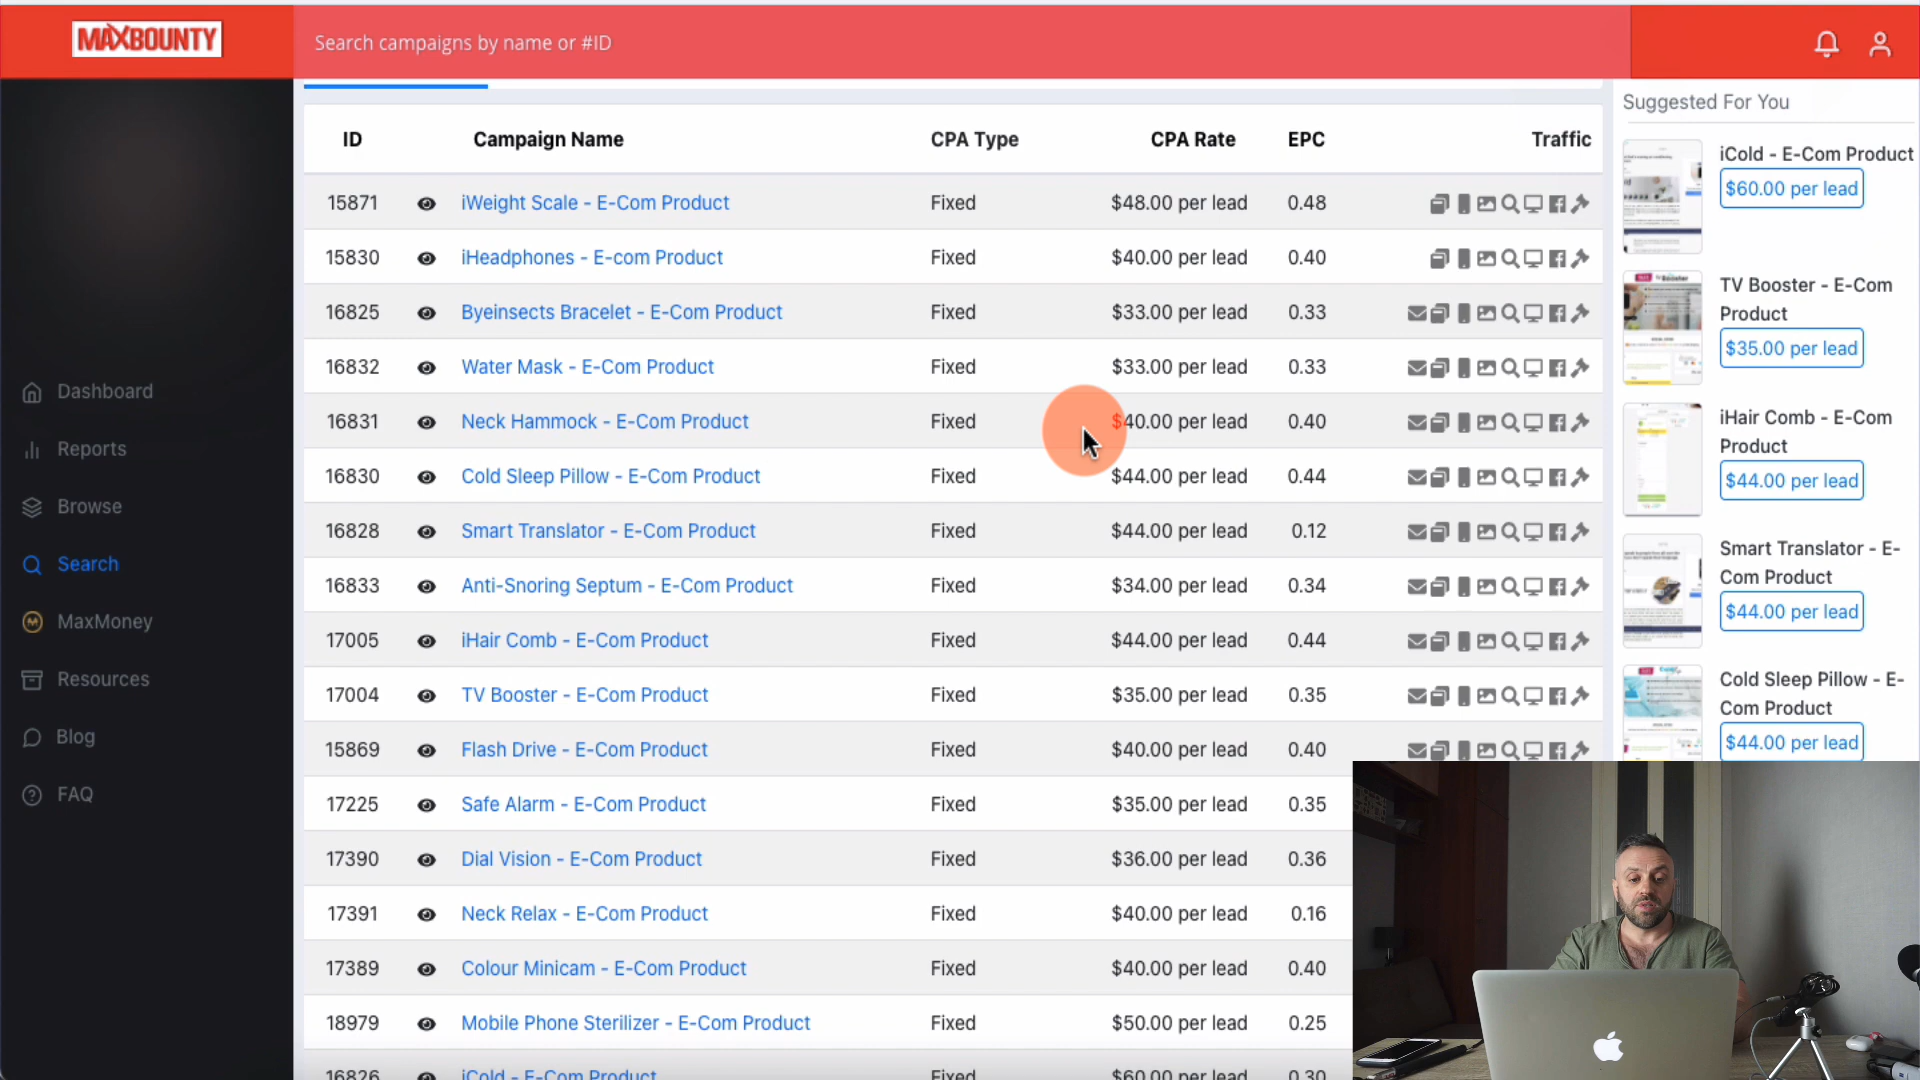 MAXBOUNTY
Search campaigns by name or #ID
Dashboard
Reports
Browse
Search
MaxMoney
Resources
Blog
FAQ
ID Campaign Name CPA Type CPA Rate EPC Traffic
15871 iWeight Scale - E-Com Product Fixed $48.00 per lead 0.48
15830 iHeadphones - E-com Product Fixed $40.00 per lead 0.40
16825 Byeinsects Bracelet - E-Com Product Fixed $33.00 per lead 0.33
16832 Water Mask - E-Com Product Fixed $33.00 per lead 0.33
16831 Neck Hammock - E-Com Product Fixed $40.00 per lead 0.40
16830 Cold Sleep Pillow - E-Com Product Fixed $44.00 per lead 0.44
16828 Smart Translator - E-Com Product Fixed $44.00 per lead 0.12
16833 Anti-Snoring Septum - E-Com Product Fixed $34.00 per lead 0.34
17005 iHair Comb - E-Com Product Fixed $44.00 per lead 0.44
17004 TV Booster - E-Com Product Fixed $35.00 per lead 0.35
15869 Flash Drive - E-Com Product Fixed $40.00 per lead 0.40
17225 Safe Alarm - E-Com Product Fixed $35.00 per lead 0.35
17390 Dial Vision - E-Com Product Fixed $36.00 per lead 0.36
17391 Neck Relax - E-Com Product Fixed $40.00 per lead 0.16
17389 Colour Minicam - E-Com Product Fixed $40.00 per lead 0.40
18979 Mobile Phone Sterilizer - E-Com Product Fixed $50.00 per lead 0.25
16826 iCold - E-Com Product Fixed $60.00 per lead 0.30
Suggested For You
iCold - E-Com Product
$60.00 per lead
TV Booster - E-Com
Product
$35.00 per lead
iHair Comb - E-Com
Product
$44.00 per lead
Smart Translator - E-
Com Product
$44.00 per lead
Cold Sleep Pillow - E-
Com Product
$44.00 per lead